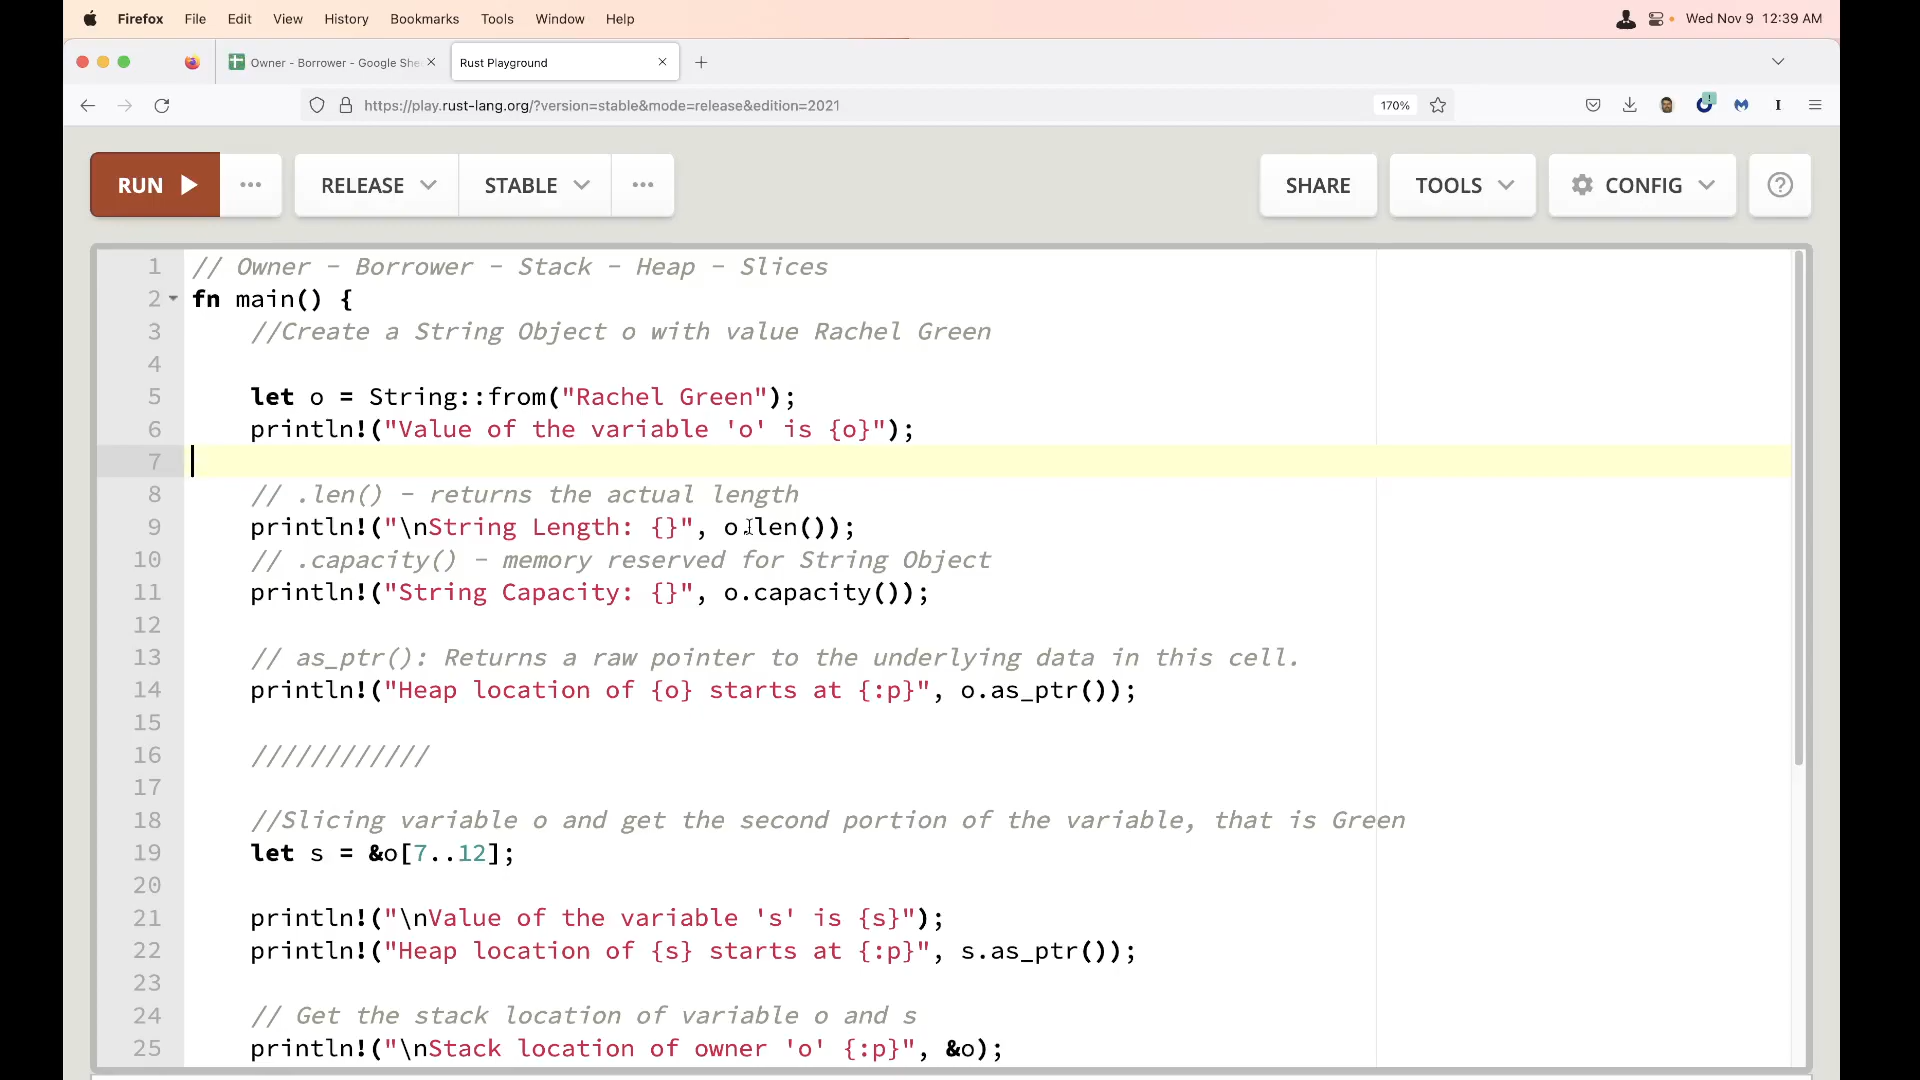 Firefox File Edit View History Bookmarks Tools Window Help Wed Nov 9 12:39 AM
Owner - Borrower - Google She Rust Playground
https://play.rust-lang.org/?version=stable&mode=release&edition=2021 170%
RUN RELEASE STABLE SHARE TOOLS CONFIG
1 // Owner - Borrower - Stack - Heap - Slices
2 fn main() {
3 //Create a String Object o with value Rachel Green
4
5 let o = String::from("Rachel Green");
6 println!("Value of the variable 'o' is {o}");
7
8 // .len() - returns the actual length
9 println!("\nString Length: {}", o.len());
10 // .capacity() - memory reserved for String Object
11 println!("String Capacity: {}", o.capacity());
12
13 // as_ptr(): Returns a raw pointer to the underlying data in this cell.
14 println!("Heap location of {o} starts at {:p}", o.as_ptr());
15
16 ////////////
17
18 //Slicing variable o and get the second portion of the variable, that is Green
19 let s = &o[7..12];
20
21 println!("\nValue of the variable 's' is {s}");
22 println!("Heap location of {s} starts at {:p}", s.as_ptr());
23
24 // Get the stack location of variable o and s
25 println!("\nStack location of owner 'o' {:p}", &o);